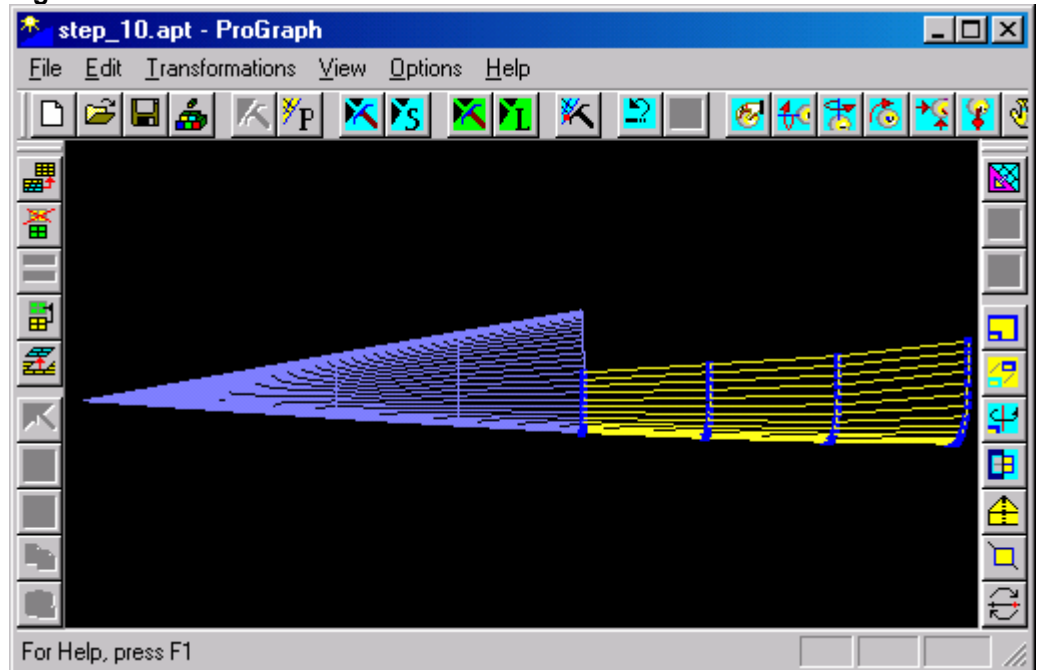 step_10.apt - ProGraph
File Edit Transformations View Options Help
P S L
For Help, press F1